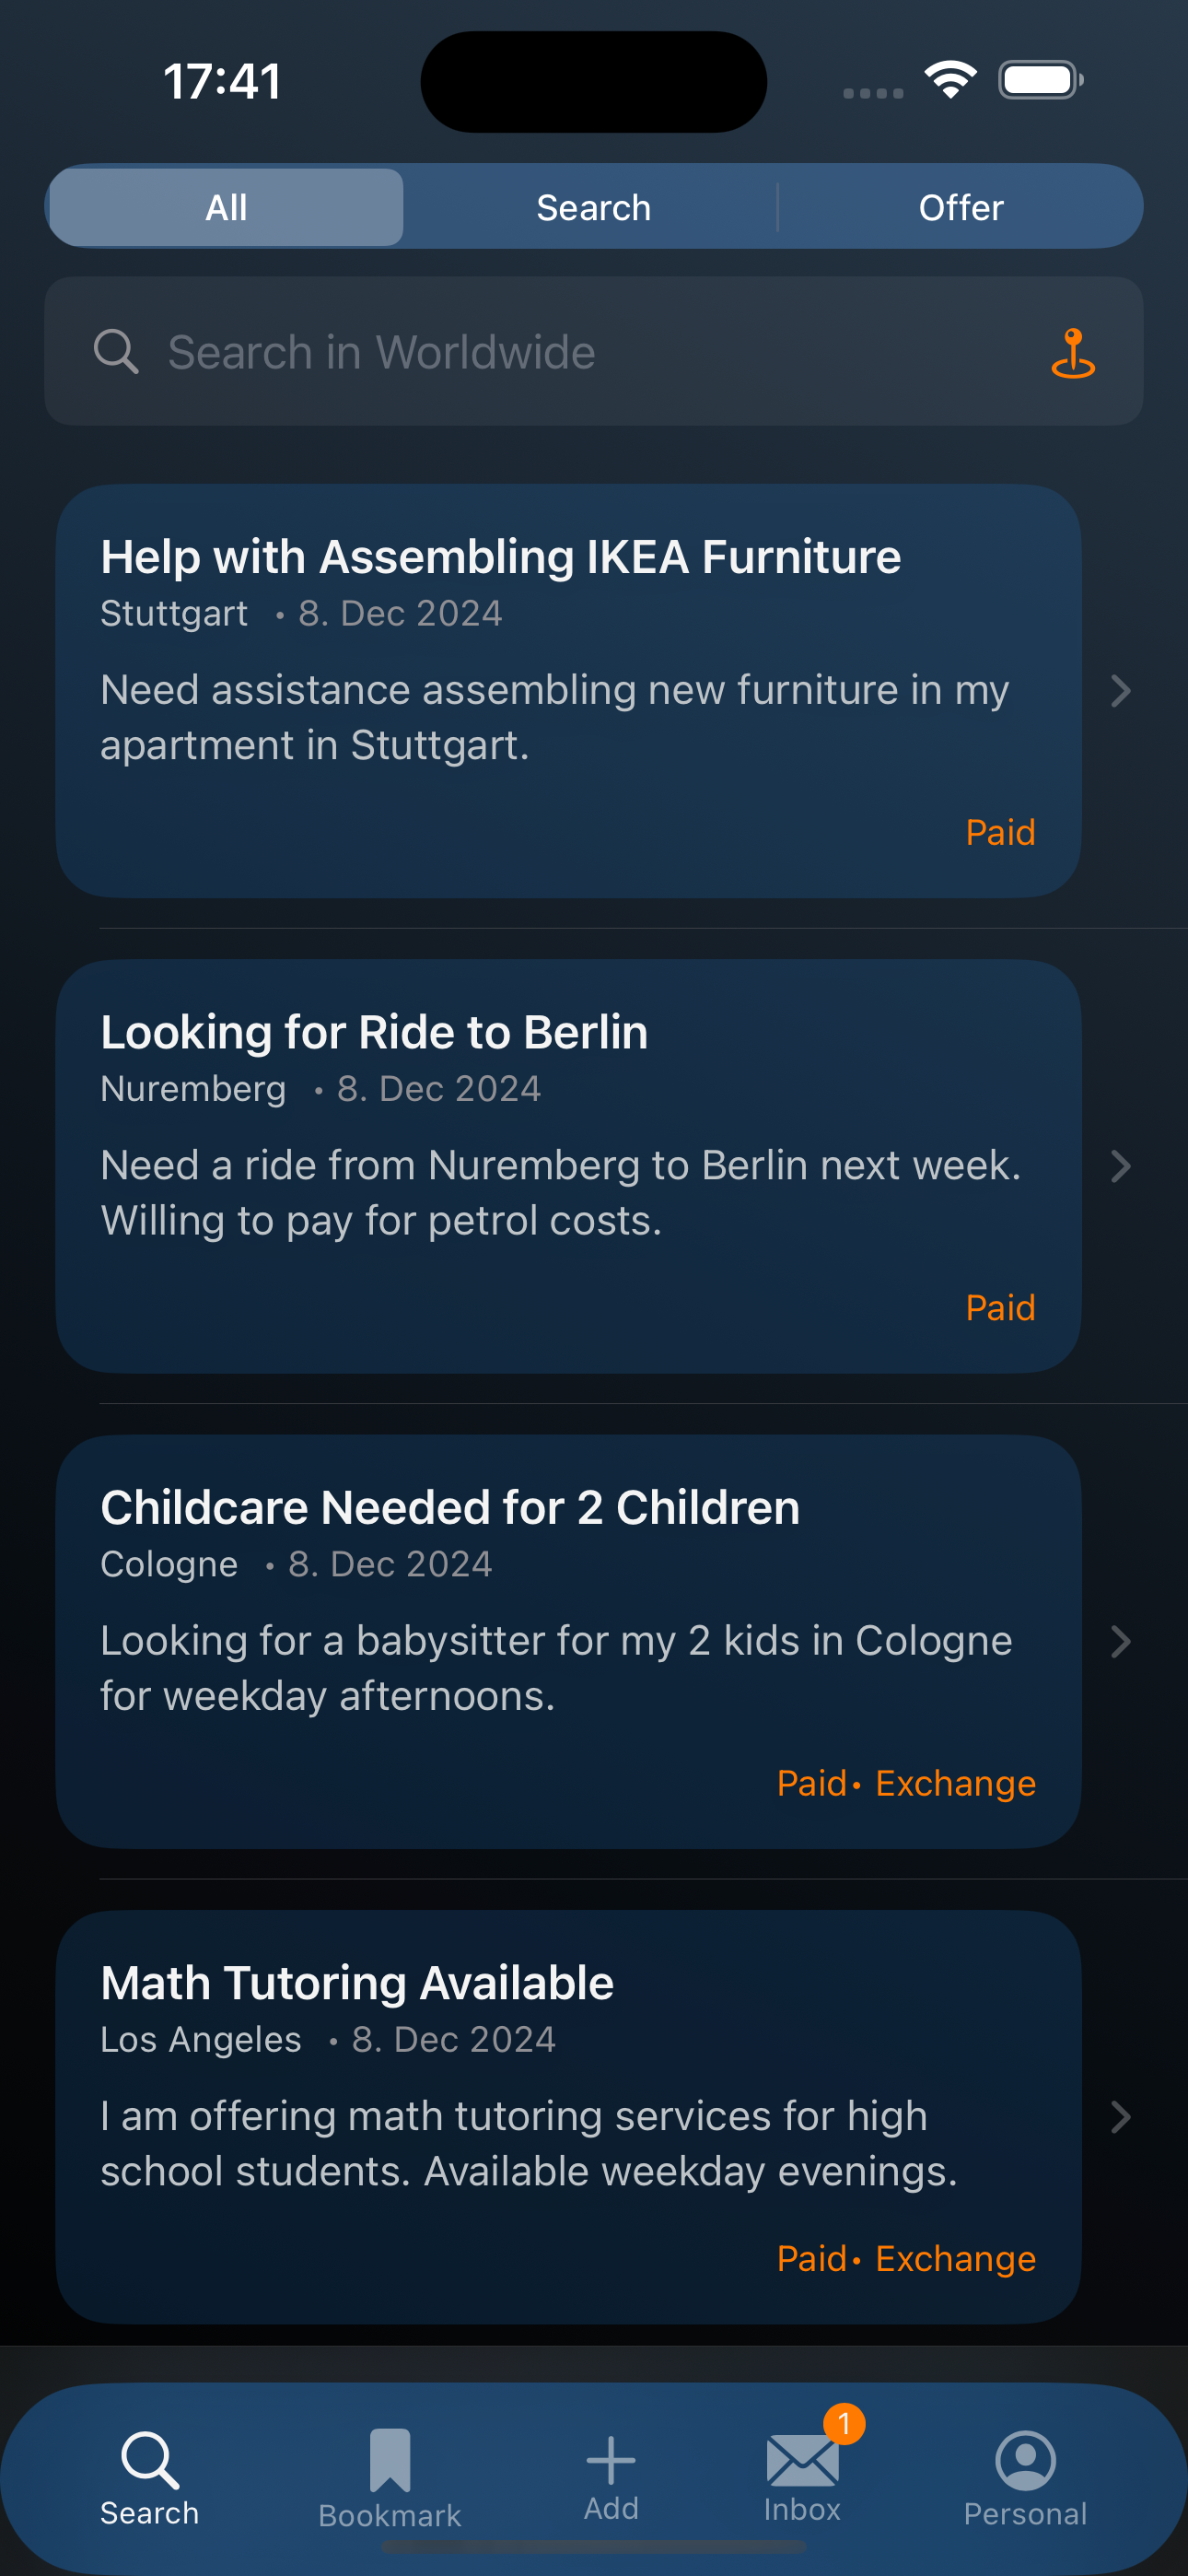 17:41
All Search Offer
Search in Worldwide
Help with Assembling IKEA Furniture
Stuttgart • 8. Dec 2024
Need assistance assembling new furniture in my
apartment in Stuttgart.
Paid
Looking for Ride to Berlin
Nuremberg • 8. Dec 2024
Need a ride from Nuremberg to Berlin next week.
Willing to pay for petrol costs.
Paid
Childcare Needed for 2 Children
Cologne • 8. Dec 2024
Looking for a babysitter for my 2 kids in Cologne
for weekday afternoons.
Paid • Exchange
Math Tutoring Available
Los Angeles • 8. Dec 2024
I am offering math tutoring services for high
school students. Available weekday evenings.
Paid • Exchange
1
Search Bookmark Add Inbox Personal